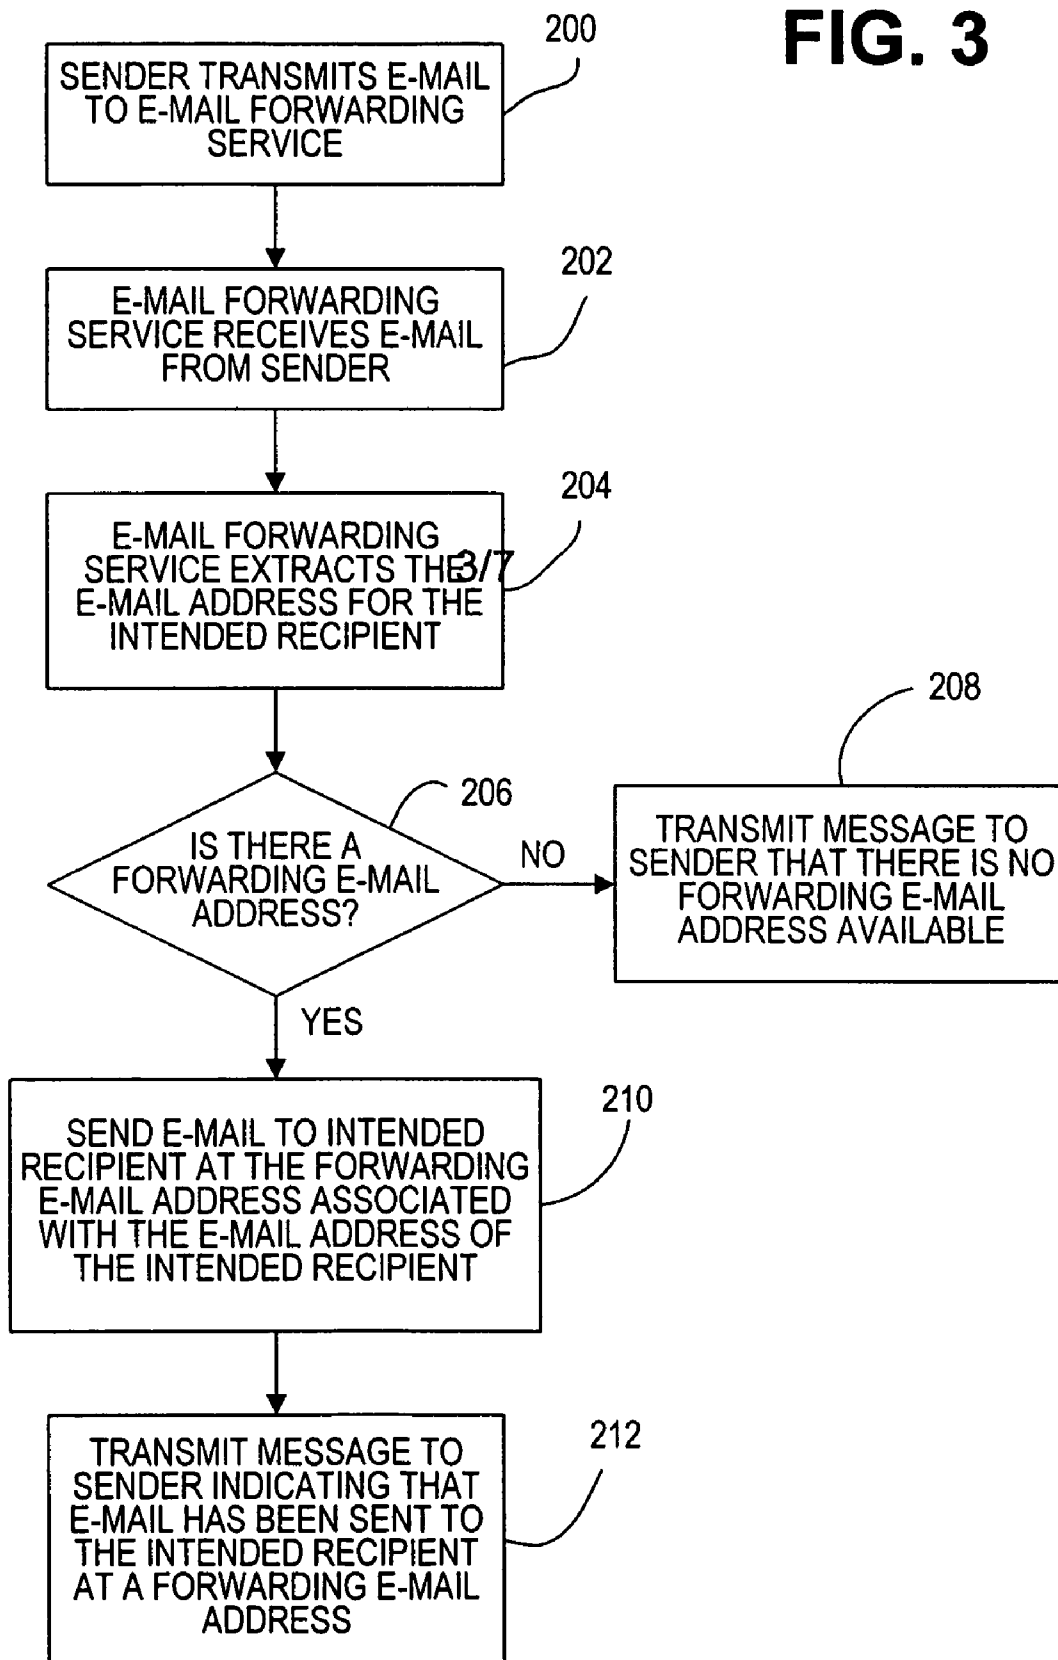 FIG. 3
200
SENDER TRANSMITS E-MAIL
TO E-MAIL FORWARDING
SERVICE
202
E-MAIL FORWARDING
SERVICE RECEIVES E-MAIL
FROM SENDER
204
E-MAIL FORWARDING
SERVICE EXTRACTS THE
3/7
E-MAIL ADDRESS FOR THE
INTENDED RECIPIENT
206
IS THERE A
FORWARDING E-MAIL
ADDRESS?
NO
208
TRANSMIT MESSAGE TO
SENDER THAT THERE IS NO
FORWARDING E-MAIL
ADDRESS AVAILABLE
YES
210
SEND E-MAIL TO INTENDED
RECIPIENT AT THE FORWARDING
E-MAIL ADDRESS ASSOCIATED
WITH THE E-MAIL ADDRESS OF
THE INTENDED RECIPIENT
212
TRANSMIT MESSAGE TO
SENDER INDICATING THAT
E-MAIL HAS BEEN SENT TO
THE INTENDED RECIPIENT
AT A FORWARDING E-MAIL
ADDRESS